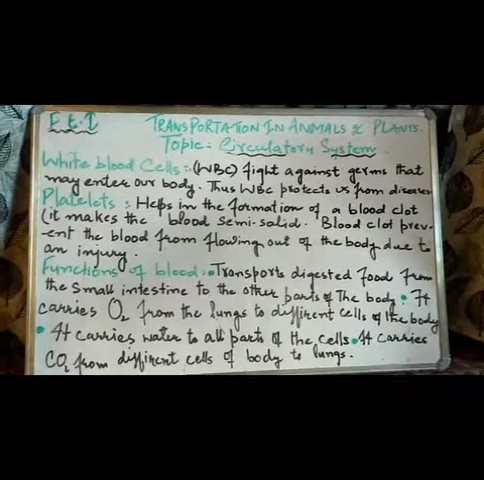 F.E.I TRANSPORTATION IN ANIMALS & PLANTS.
Topic :- Circulatory System.
White blood Cells :- (WBC) fight against germs that
may enter our body. Thus WBC protects us from diseases
Platelets : Helps in the formation of a blood clot
(it makes the blood semi-solid. Blood clot prev-
ent the blood from flowing out of the body due to
an injury.
Functions of blood :• Transports digested food from
the small intestine to the other parts of The body • It
carries O₂ from the lungs to diffirent cells of the body
• It carries water to all parts of the cells • It carries
CO₂ from diffirent cells of body to lungs.